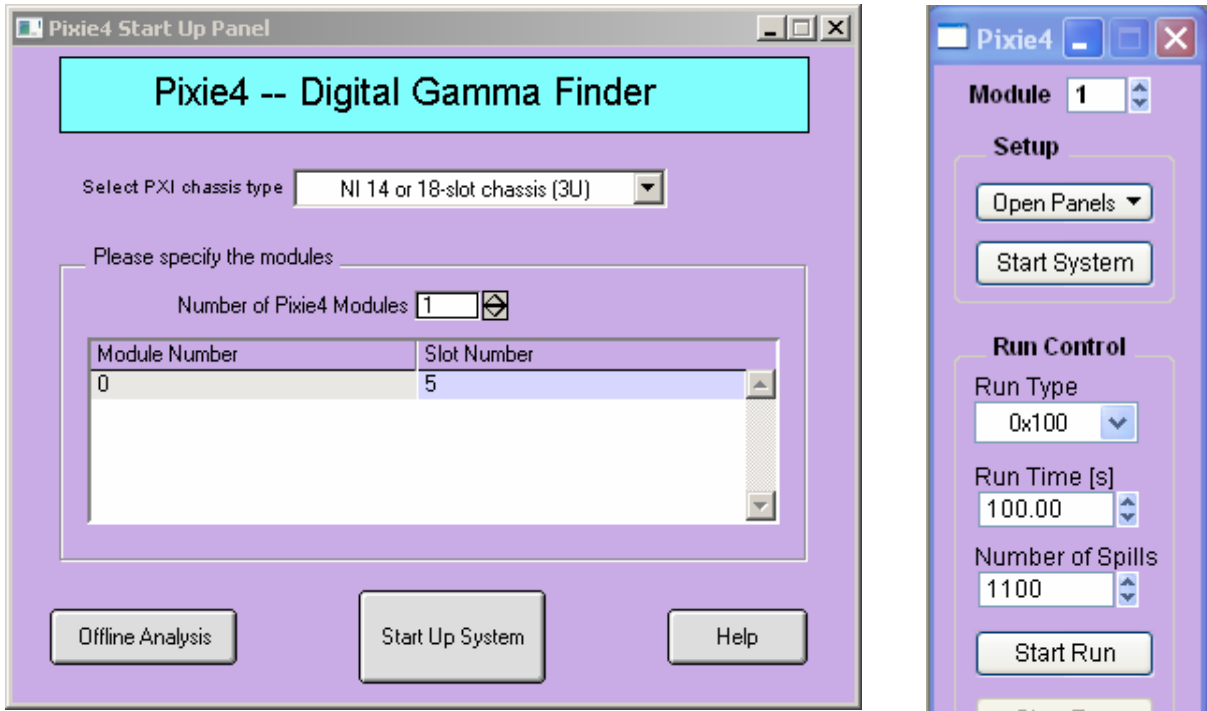 Pixie4 Start Up Panel
Pixie4 -- Digital Gamma Finder
Select PXI chassis type NI 14 or 18-slot chassis (3U)
Please specify the modules
Number of Pixie4 Modules 1
Module Number Slot Number
0 5
Offline Analysis Start Up System Help
Pixie4
Module 1
Setup
Open Panels
Start System
Run Control
Run Type
0x100
Run Time [s]
100.00
Number of Spills
1100
Start Run